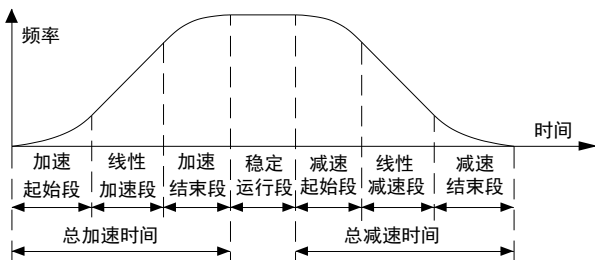 频率
时间
加速 线性 加速 稳定 减速 线性 减速
起始段 加速段 结束段 运行段 起始段 减速段 结束段
总加速时间 总减速时间